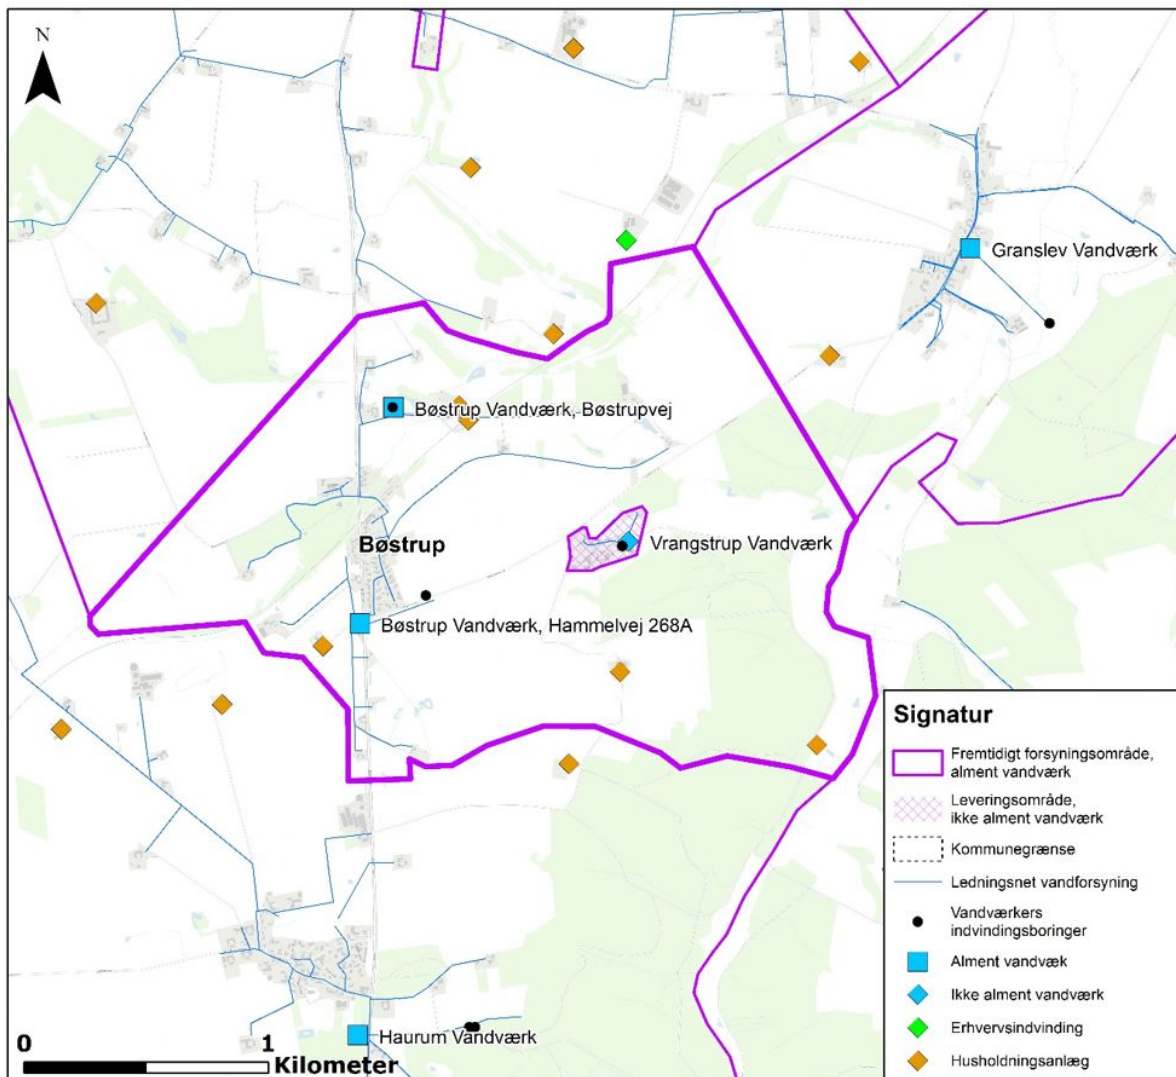 N
Granslev Vandværk
Bøstrup Vandværk, Bøstrupvej
Bøstrup
Vrangstrup Vandværk
Bøstrup Vandværk, Hammelvej 268A
Haurum Vandværk
0 1
Kilometer
Signatur
Fremtidigt forsyningsområde,
alment vandværk
Leveringsområde,
ikke alment vandværk
Kommunegrænse
Ledningsnet vandforsyning
Vandværkers
indvindingsboringer
Alment vandvæk
Ikke alment vandværk
Erhvervsindvinding
Husholdningsanlæg